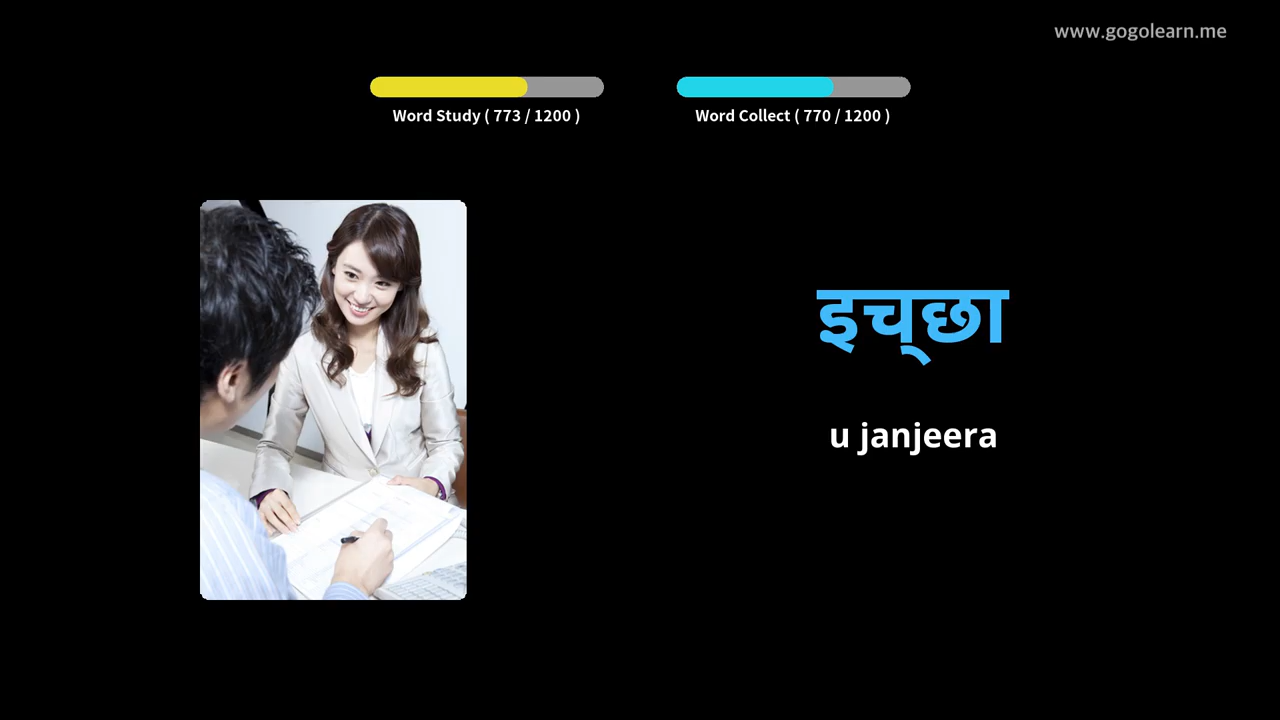 www.gogolearn.me
Word Study ( 773 / 1200 )
Word Collect ( 770 / 1200 )
इच्‌छा
u janjeera